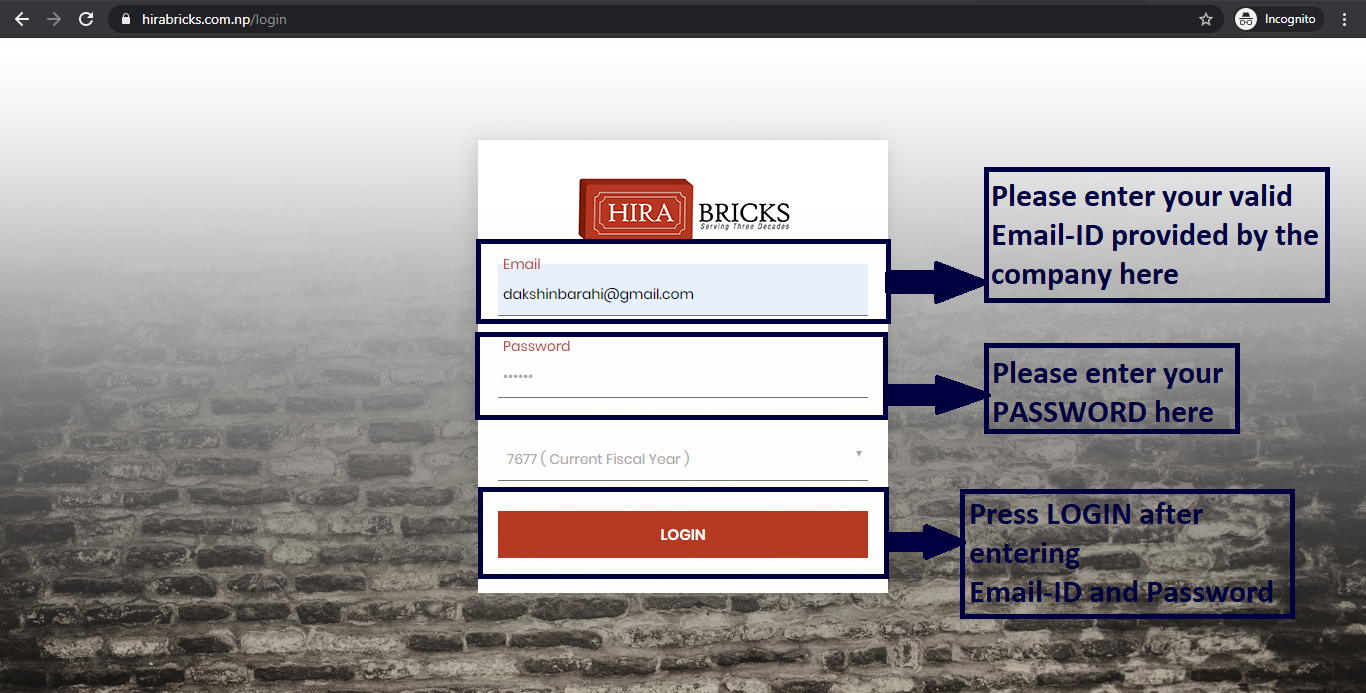 hirabricks.com.np/login
Incognito
HIRA
BRICKS
Serving Three Decades
Email
dakshinbarahi@gmail.com
Password
••••••
7677 ( Current Fiscal Year )
LOGIN
Please enter your valid
Email-ID provided by the
company here
Please enter your
PASSWORD here
Press LOGIN after
entering
Email-ID and Password